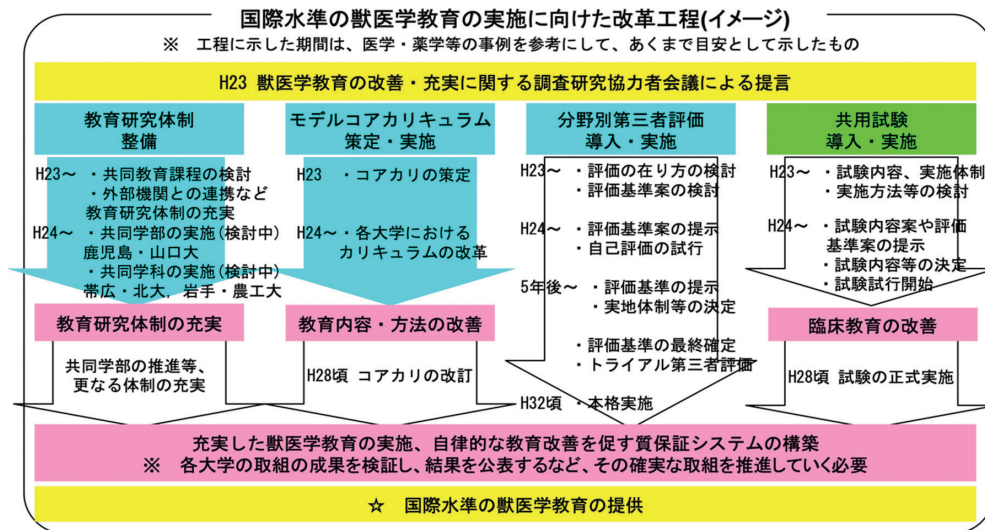 国際水準の獣医学教育の実施に向けた改革工程(イメージ)
※ 工程に示した期間は、医学・薬学等の事例を参考にして、あくまで目安として示したもの
H23 獣医学教育の改善・充実に関する調査研究協力者会議による提言
教育研究体制
整備
H23～ ・共同教育課程の検討
・外部機関との連携など
教育研究体制の充実
H24～ ・共同学部の実施(検討中)
鹿児島・山口大
・共同学科の実施(検討中)
帯広・北大, 岩手・農工大
教育研究体制の充実
共同学部の推進等、
更なる体制の充実
モデルコアカリキュラム
策定・実施
H23 ・コアカリの策定
H24～ ・各大学における
カリキュラムの改革
教育内容・方法の改善
H28頃 コアカリの改訂
分野別第三者評価
導入・実施
H23～ ・評価の在り方の検討
・評価基準案の検討
H24～ ・評価基準案の提示
・自己評価の試行
5年後～ ・評価基準の提示
・実地体制等の決定
・評価基準の最終確定
・トライアル第三者評価
H32頃 ・本格実施
共用試験
導入・実施
H23～ ・試験内容、実施体制
・実施方法等の検討
H24～ ・試験内容案や評価
基準案の提示
・試験内容等の決定
・試験試行開始
臨床教育の改善
H28頃 試験の正式実施
充実した獣医学教育の実施、自律的な教育改善を促す質保証システムの構築
※ 各大学の取組の成果を検証し、結果を公表するなど、その確実な取組を推進していく必要
☆ 国際水準の獣医学教育の提供